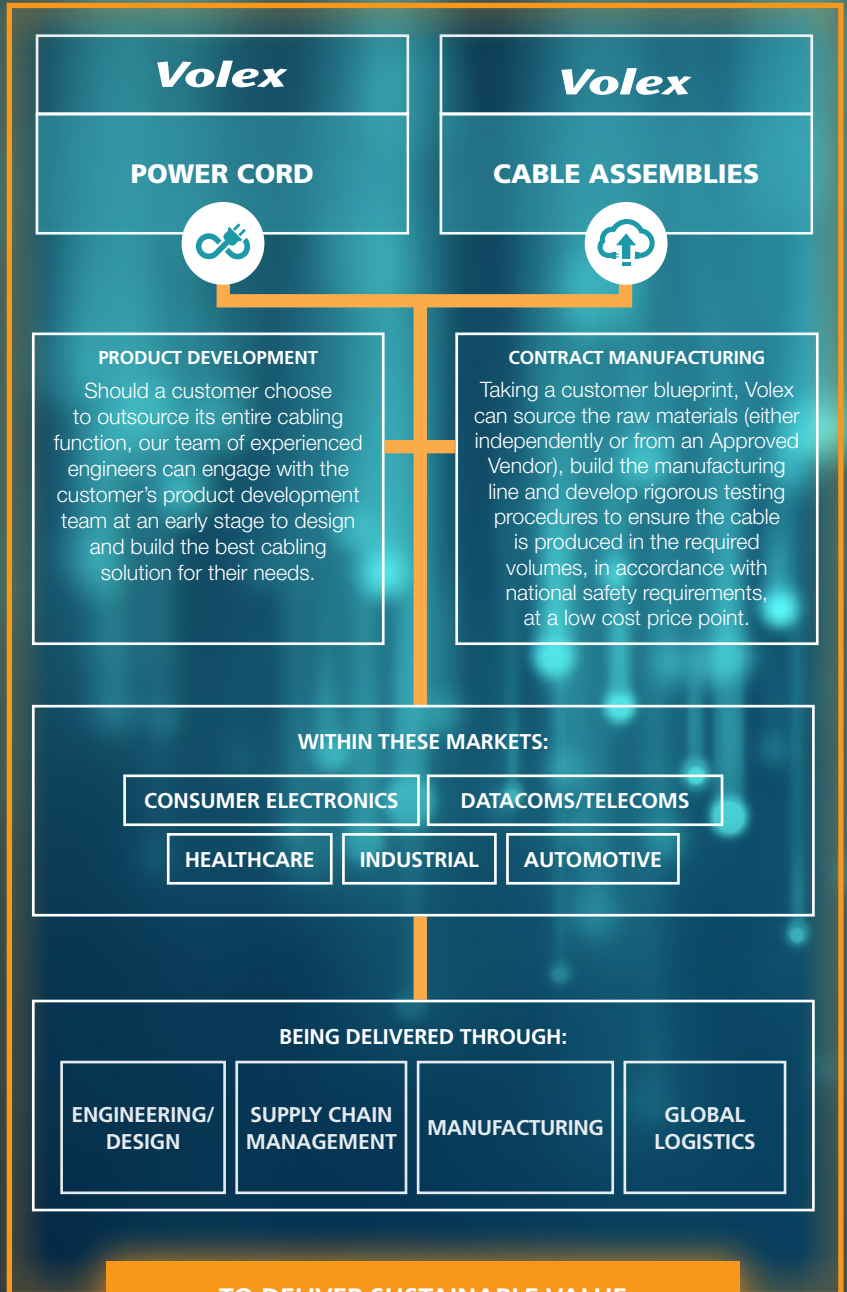 Volex
Volex
POWER CORD
CABLE ASSEMBLIES
PRODUCT DEVELOPMENT
Should a customer choose
to outsource its entire cabling
function, our team of experienced
engineers can engage with the
customer’s product development
team at an early stage to design
and build the best cabling
solution for their needs.
CONTRACT MANUFACTURING
Taking a customer blueprint, Volex
can source the raw materials (either
independently or from an Approved
Vendor), build the manufacturing
line and develop rigorous testing
procedures to ensure the cable
is produced in the required
volumes, in accordance with
national safety requirements,
at a low cost price point.
WITHIN THESE MARKETS:
CONSUMER ELECTRONICS
DATACOMS/TELECOMS
HEALTHCARE
INDUSTRIAL
AUTOMOTIVE
BEING DELIVERED THROUGH:
ENGINEERING/
DESIGN
SUPPLY CHAIN
MANAGEMENT
MANUFACTURING
GLOBAL
LOGISTICS
TO DELIVER SUSTAINABLE VALUE